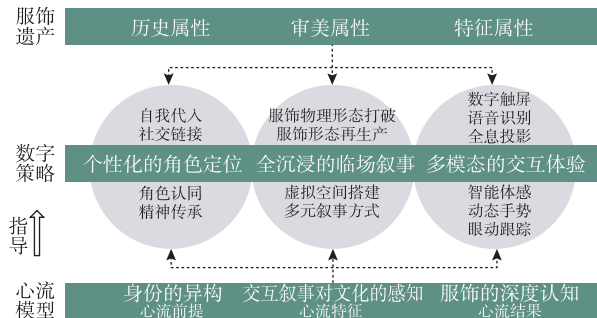 服饰
遗产
历史属性 审美属性 特征属性
自我代入
社交链接
服饰物理形态打破
服饰形态再生产
数字触屏
语音识别
全息投影
数字
策略
个性化的角色定位 全沉浸的临场叙事 多模态的交互体验
角色认同
精神传承
虚拟空间搭建
多元叙事方式
智能体感
动态手势
眼动跟踪
指
导
心流
模型
身份的异构 交互叙事对文化的感知 服饰的深度认知
心流前提 心流特征 心流结果